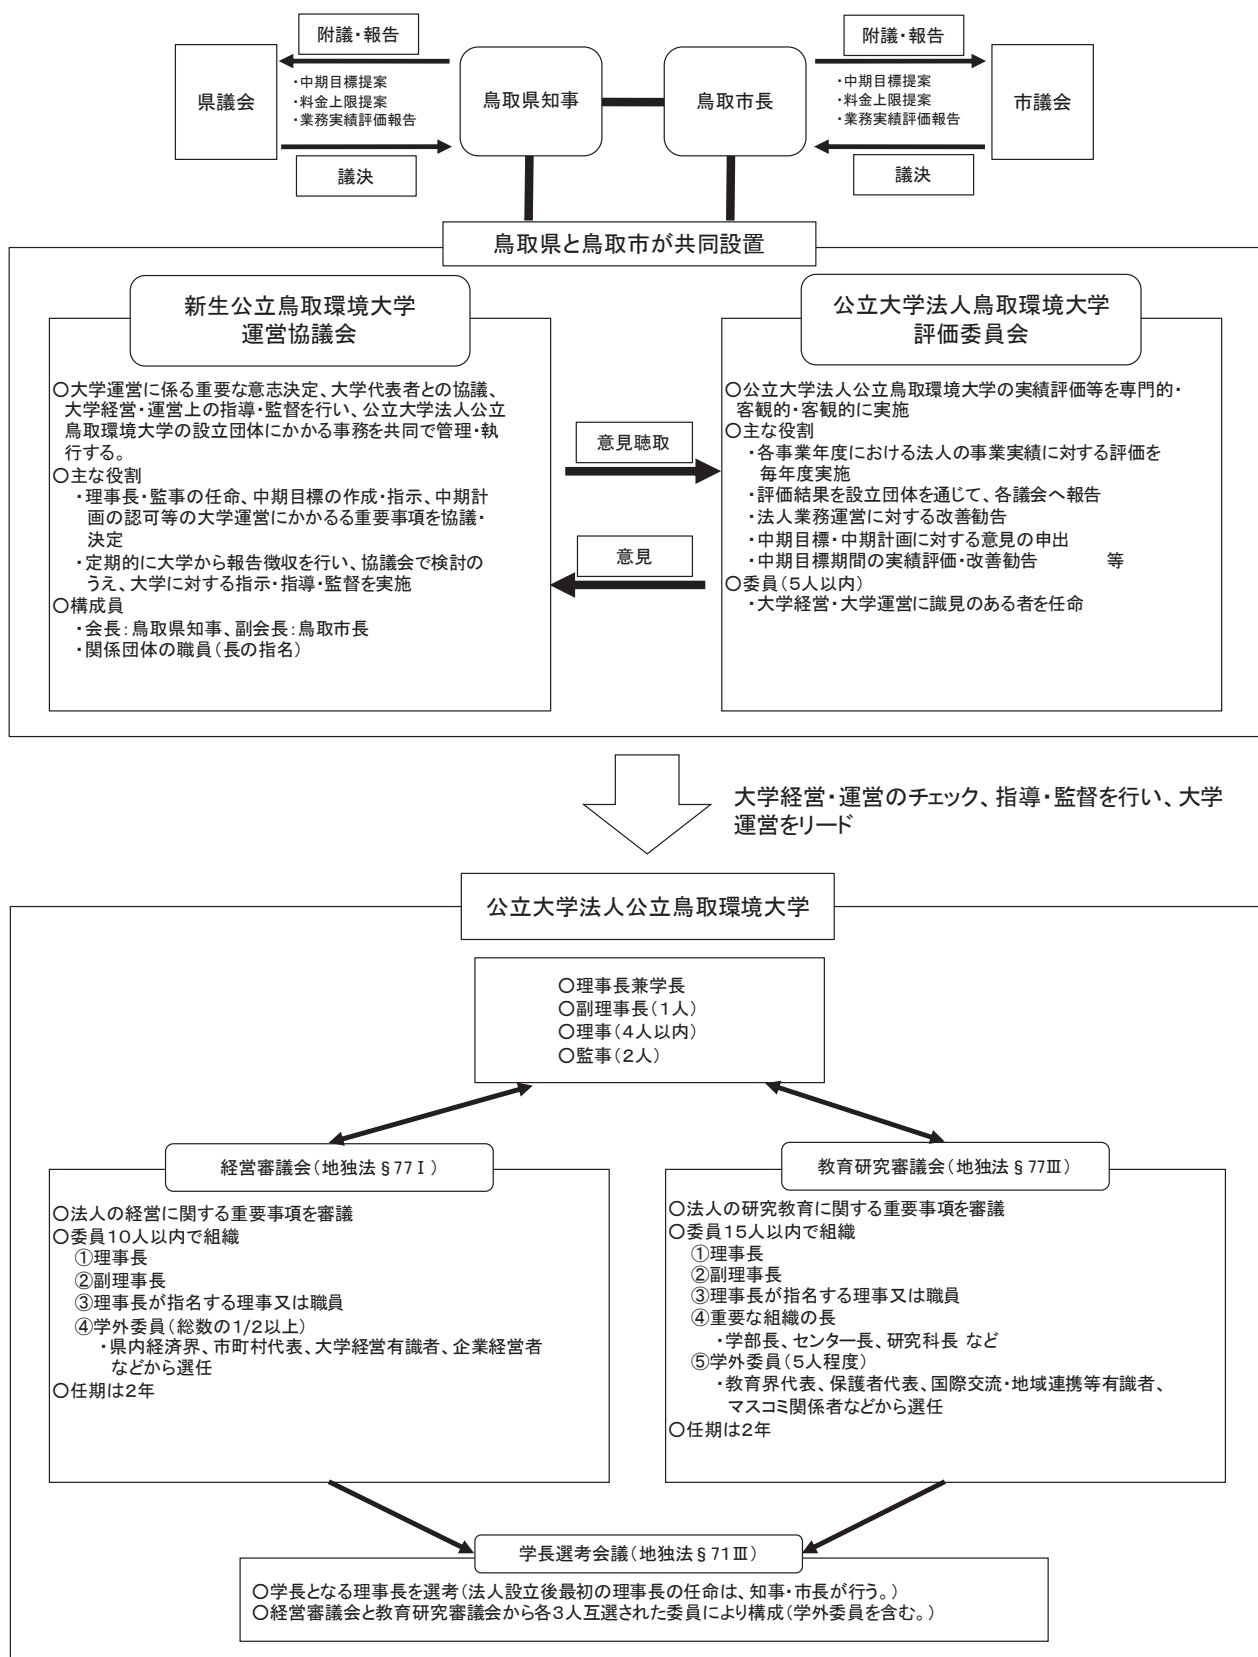 附議・報告
附議・報告
県議会
・中期目標提案
・料金上限提案
・業務実績評価報告
鳥取県知事
鳥取市長
・中期目標提案
・料金上限提案
・業務実績評価報告
市議会
議決
議決
鳥取県と鳥取市が共同設置
新生公立鳥取環境大学
運営協議会
〇大学運営に係る重要な意志決定、大学代表者との協議、
大学経営・運営上の指導・監督を行い、公立大学法人公立
鳥取環境大学の設立団体にかかる事務を共同で管理・執
行する。
〇主な役割
・理事長・監事の任命、中期目標の作成・指示、中期計
画の認可等の大学運営にかかるる重要事項を協議・
決定
・定期的に大学から報告徴収を行い、協議会で検討の
うえ、大学に対する指示・指導・監督を実施
〇構成員
・会長：鳥取県知事、副会長：鳥取市長
・関係団体の職員（長の指名）
意見聴取
意見
公立大学法人鳥取環境大学
評価委員会
〇公立大学法人公立鳥取環境大学の実績評価等を専門的・
客観的・客観的に実施
〇主な役割
・各事業年度における法人の事業実績に対する評価を
毎年度実施
・評価結果を設立団体を通じて、各議会へ報告
・法人業務運営に対する改善勧告
・中期目標・中期計画に対する意見の申出
・中期目標期間の実績評価・改善勧告　　　等
〇委員（5人以内）
・大学経営・大学運営に識見のある者を任命
大学経営・運営のチェック、指導・監督を行い、大学
運営をリード
公立大学法人公立鳥取環境大学
〇理事長兼学長
〇副理事長（1人）
〇理事（4人以内）
〇監事（2人）
経営審議会（地独法§77Ⅰ）
〇法人の経営に関する重要事項を審議
〇委員10人以内で組織
①理事長
②副理事長
③理事長が指名する理事又は職員
④学外委員（総数の1/2以上）
・県内経済界、市町村代表、大学経営有識者、企業経営者
などから選任
〇任期は2年
教育研究審議会（地独法§77Ⅲ）
〇法人の研究教育に関する重要事項を審議
〇委員15人以内で組織
①理事長
②副理事長
③理事長が指名する理事又は職員
④重要な組織の長
・学部長、センター長、研究科長 など
⑤学外委員（5人程度）
・教育界代表、保護者代表、国際交流・地域連携等有識者、
マスコミ関係者などから選任
〇任期は2年
学長選考会議（地独法§71Ⅲ）
〇学長となる理事長を選考（法人設立後最初の理事長の任命は、知事・市長が行う。）
〇経営審議会と教育研究審議会から各3人互選された委員により構成（学外委員を含む。）